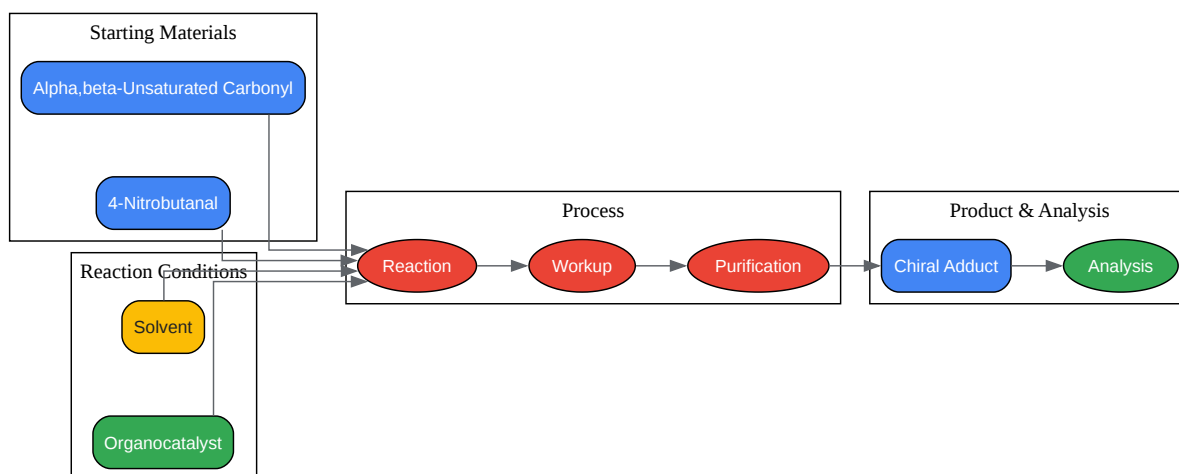 Starting Materials
Alpha,beta-Unsaturated Carbonyl
4-Nitrobutanal
Reaction Conditions
Solvent
Organocatalyst
Process
Reaction
Workup
Purification
Product & Analysis
Chiral Adduct
Analysis